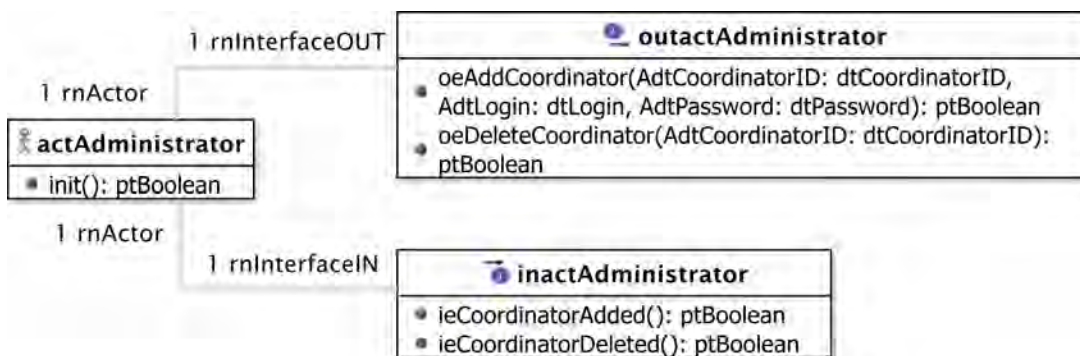 1 rnInterfaceOUT
outactAdministrator
oeAddCoordinator(AdtCoordinatorID: dtCoordinatorID,
AdtLogin: dtLogin, AdtPassword: dtPassword): ptBoolean
oeDeleteCoordinator(AdtCoordinatorID: dtCoordinatorID):
ptBoolean
1 rnActor
actAdministrator
init(): ptBoolean
1 rnActor
1 rnInterfaceIN
inactAdministrator
ieCoordinatorAdded(): ptBoolean
ieCoordinatorDeleted(): ptBoolean